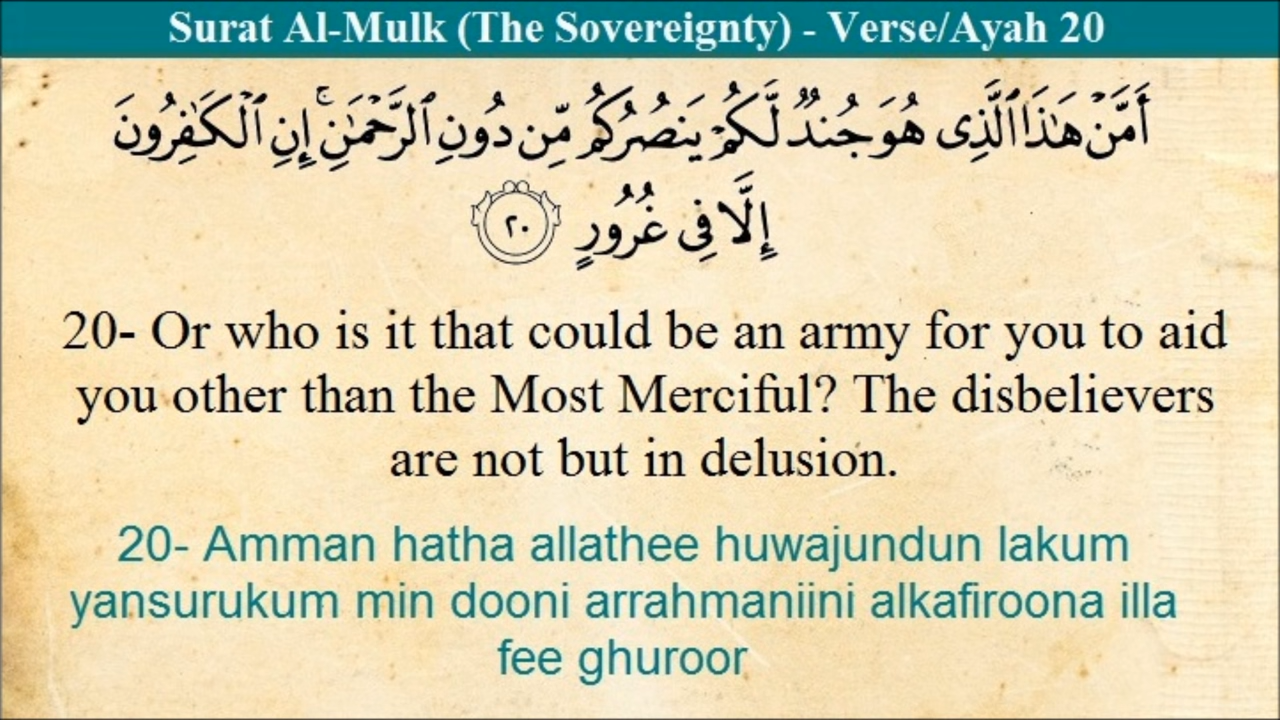 Surat Al-Mulk (The Sovereignty) - Verse/Ayah 20
أَمَّنْ هَٰذَا ٱلَّذِى هُوَ جُندٌ لَّكُمْ يَنصُرُكُم مِّن دُونِ ٱلرَّحْمَٰنِ ۚ إِنِ ٱلْكَٰفِرُونَ
إِلَّا فِى غُرُورٍ ٢٠
20- Or who is it that could be an army for you to aid
you other than the Most Merciful? The disbelievers
are not but in delusion.
20- Amman hatha allathee huwajundun lakum
yansurukum min dooni arrahmaniini alkafiroona illa
fee ghuroor